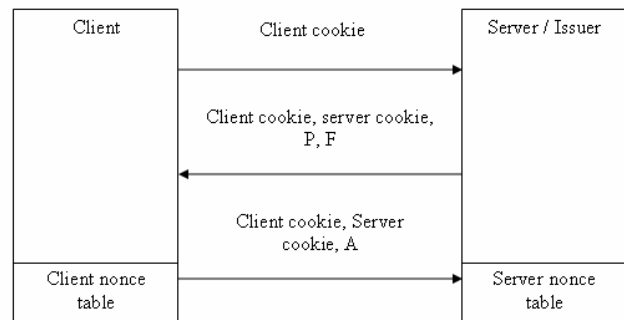 Client
Client cookie
Server / Issuer
Client cookie, server cookie,
P, F
Client cookie, Server
cookie, A
Client nonce
table
Server nonce
table